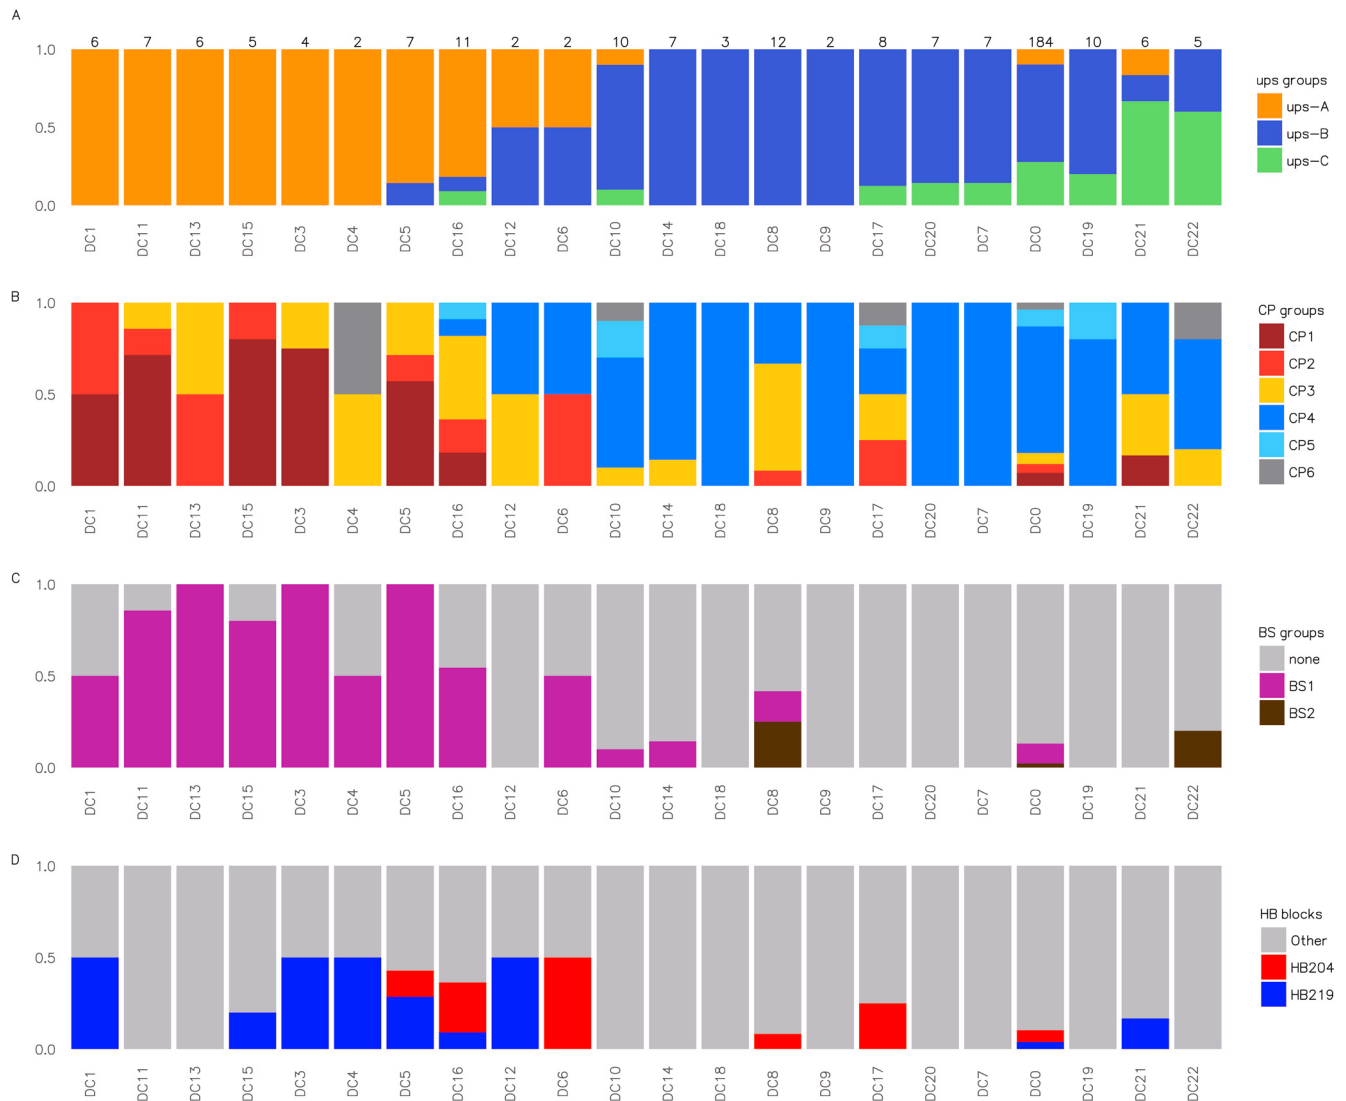 A
6 7 6 5 4 2 7 11 2 2 10 7 3 12 2 8 7 7 184 10 6 5
1.0
0.5
0.0
DC1 DC11 DC13 DC15 DC3 DC4 DC5 DC16 DC12 DC6 DC10 DC14 DC18 DC8 DC9 DC17 DC20 DC7 DC0 DC19 DC21 DC22
ups groups
ups-A
ups-B
ups-C
B
1.0
0.5
0.0
DC1 DC11 DC13 DC15 DC3 DC4 DC5 DC16 DC12 DC6 DC10 DC14 DC18 DC8 DC9 DC17 DC20 DC7 DC0 DC19 DC21 DC22
CP groups
CP1
CP2
CP3
CP4
CP5
CP6
C
1.0
0.5
0.0
DC1 DC11 DC13 DC15 DC3 DC4 DC5 DC16 DC12 DC6 DC10 DC14 DC18 DC8 DC9 DC17 DC20 DC7 DC0 DC19 DC21 DC22
BS groups
none
BS1
BS2
D
1.0
0.5
0.0
DC1 DC11 DC13 DC15 DC3 DC4 DC5 DC16 DC12 DC6 DC10 DC14 DC18 DC8 DC9 DC17 DC20 DC7 DC0 DC19 DC21 DC22
HB blocks
Other
HB204
HB219